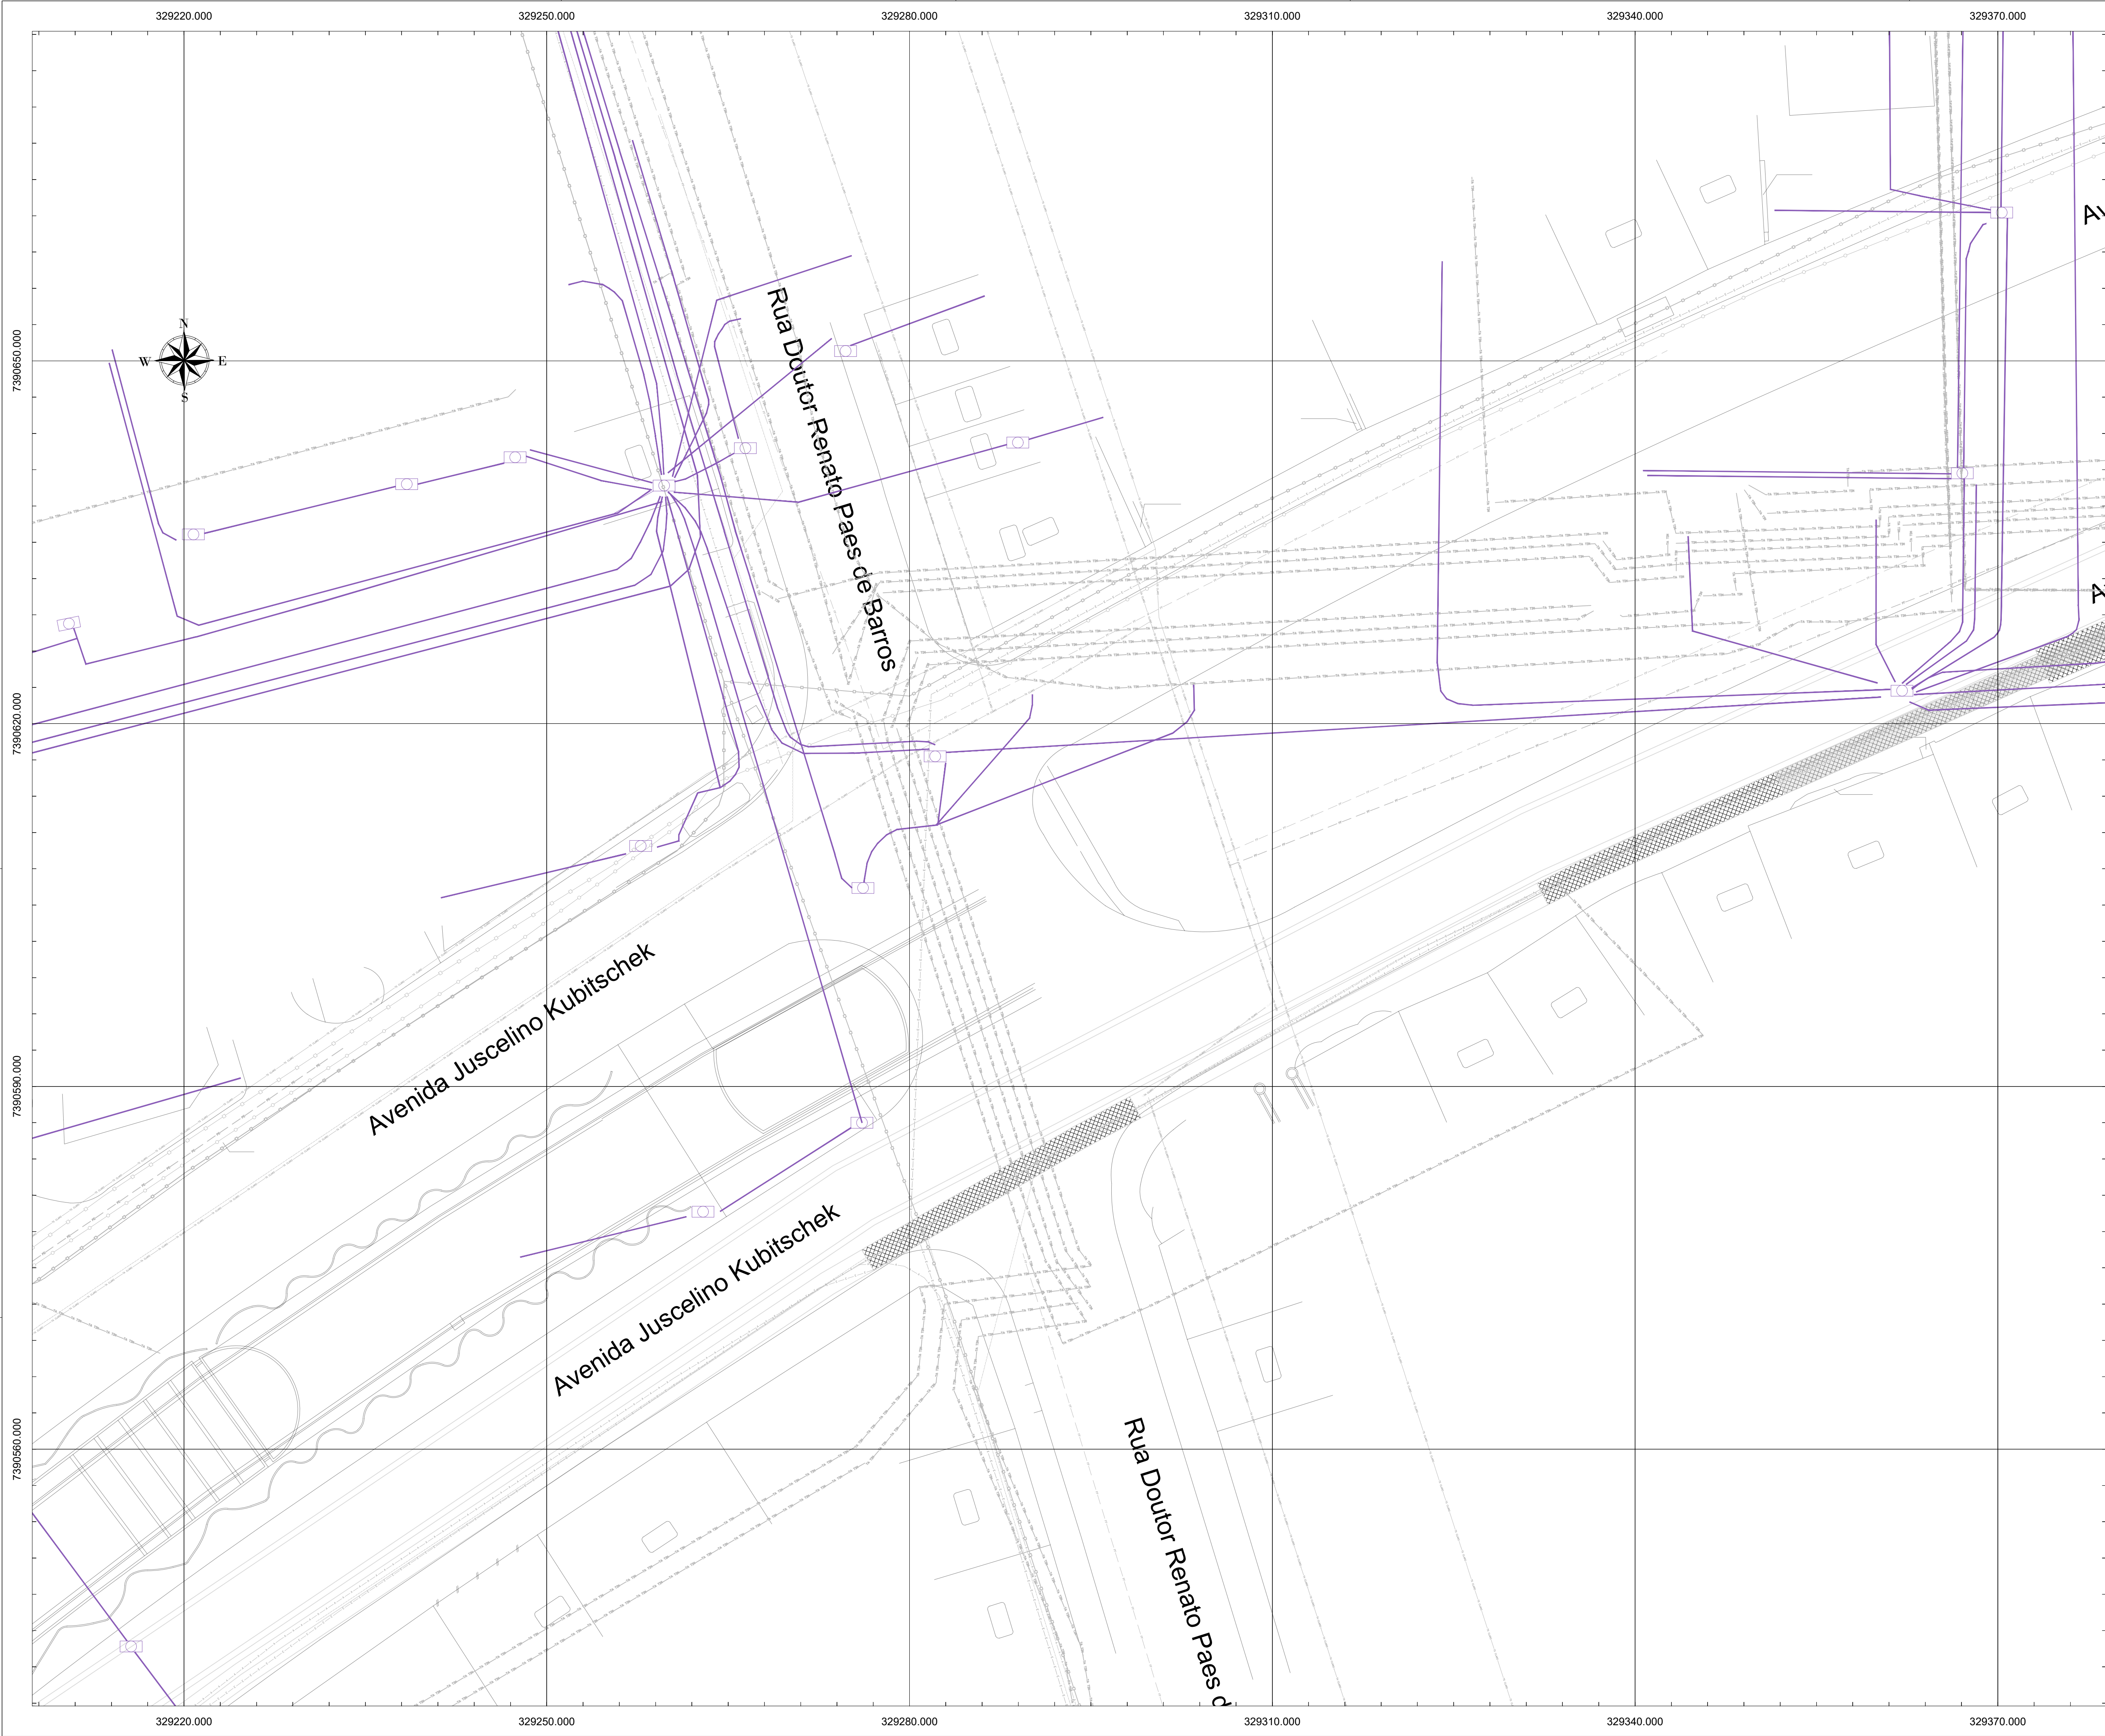 329220.000 329250.000 329280.000 329310.000 329340.000 329370.000
Av
Rua Doutor Renato Paes de Barros
N
W E
S
7390650.000
A
7390620.000
Avenida Juscelino Kubitschek
7390590.000
Avenida Juscelino Kubitschek
Rua Doutor Renato Paes d
7390560.000
329220.000 329250.000 329280.000 329310.000 329340.000 329370.000